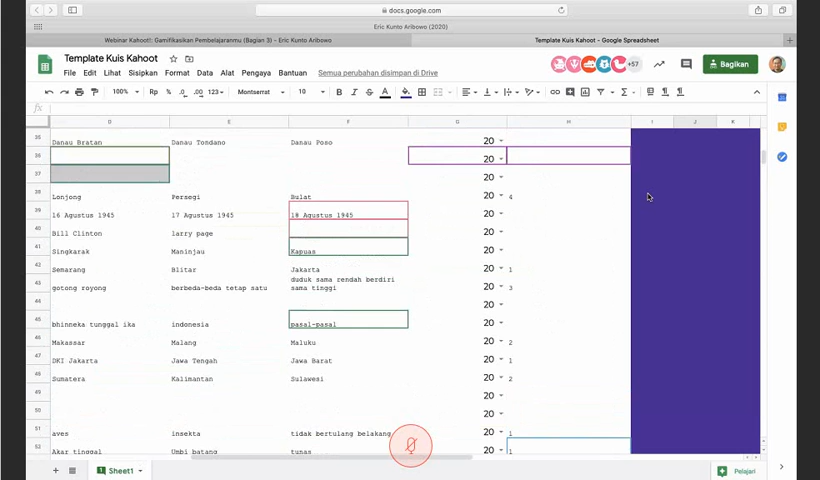 docs.google.com
Eric Kunto Aribowo (2020)
Webinar Kahoot!: Gamifikasikan Pembelajaranmu (Bagian 3) - Eric Kunto Aribowo
Template Kuis Kahoot - Google Spreadsheet
Template Kuis Kahoot
+57
Bagikan
File Edit Lihat Sisipkan Format Data Alat Pengaya Bantuan Semua perubahan disimpan di Drive
100% Rp % .0 .00 123 Montserrat 10 B I S A
fx
D E F G H I J K
35 Danau Bratan Danau Tondano Danau Poso 20
36 20
37 20
38 Lonjong Persegi Bulat 20 4
39 16 Agustus 1945 17 Agustus 1945 18 Agustus 1945 20
40 Bill Clinton larry page 20
41 Singkarak Maninjau Kapuas 20
42 Semarang Blitar Jakarta 20 1
43 gotong royong berbeda-beda tetap satu duduk sama rendah berdiri sama tinggi 20 3
44 20
45 bhinneka tunggal ika indonesia pasal-pasal 20
46 Makassar Malang Maluku 20 2
47 DKI Jakarta Jawa Tengah Jawa Barat 20 1
48 Sumatera Kalimantan Sulawesi 20 2
49 20
50 20
51 aves insekta tidak bertulang belakang 20 1
52 Akar tinggal Umbi batang tunas 20 1
Sheet1
Pelajari